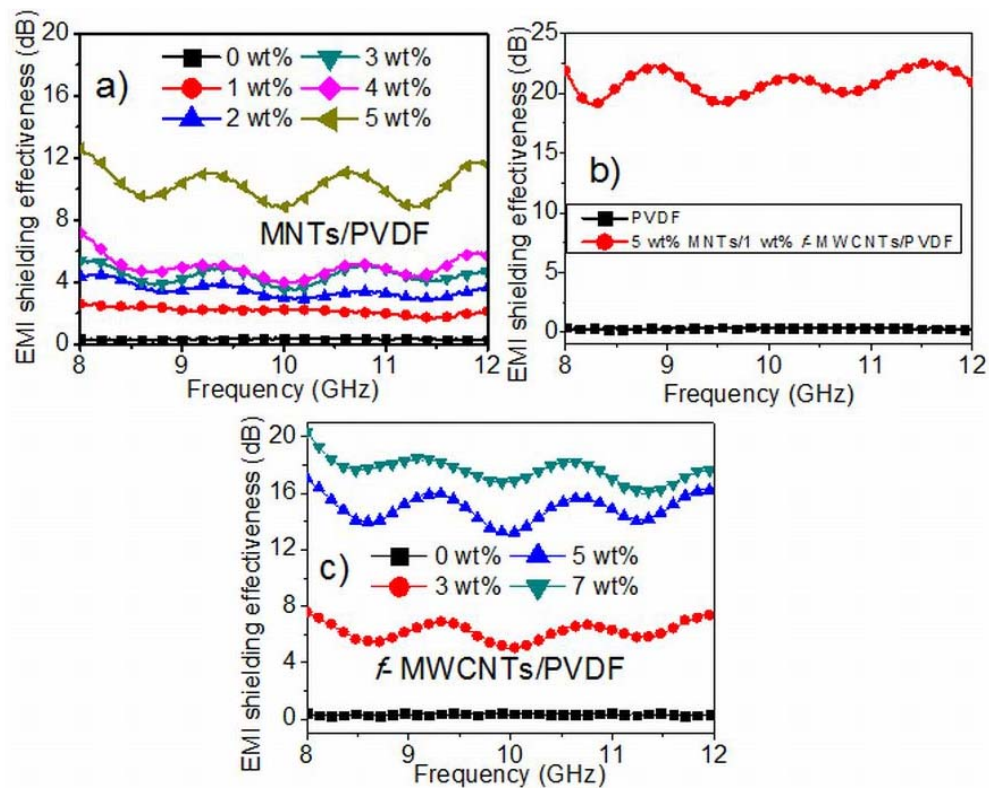 EMI shielding effectiveness (dB)
20
16
12
8
4
0
a)
0 wt%
3 wt%
1 wt%
4 wt%
2 wt%
5 wt%
MNTs/PVDF
8
9
10
11
12
Frequency (GHz)
EMI shielding effectiveness (dB)
25
20
15
10
5
0
b)
PVDF
5 wt% MNTs/1 wt% f-MWCNTs/PVDF
8
9
10
11
12
Frequency (GHz)
EMI shielding effectiveness (dB)
20
16
12
8
4
0
c)
0 wt%
5 wt%
3 wt%
7 wt%
f- MWCNTs/PVDF
8
9
10
11
12
Frequency (GHz)